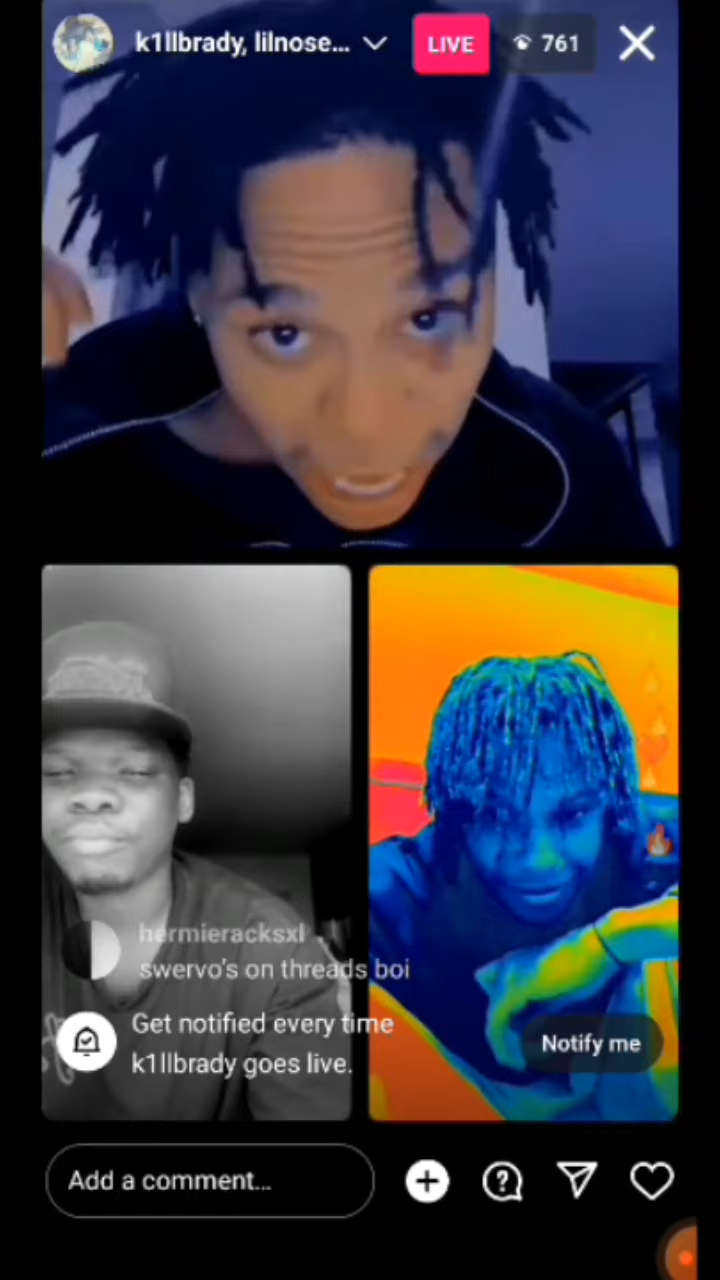 k1llbrady, lilnose...
LIVE
761
hermieracksxl
swervo's on threads boi
Get notified every time
k1llbrady goes live.
Notify me
Add a comment...